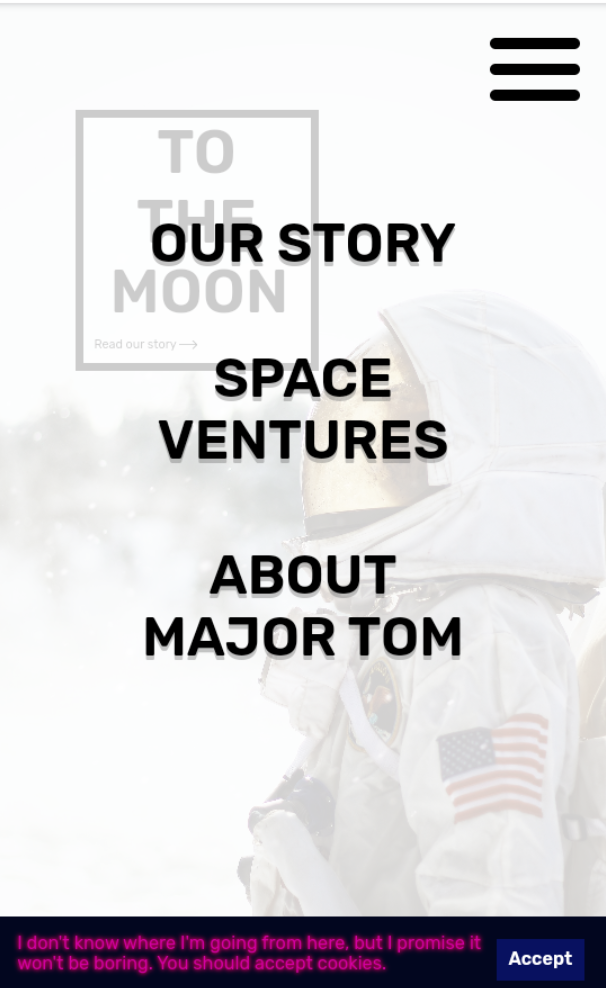 TO
THE
MOON
Read our story
OUR STORY
SPACE
VENTURES
ABOUT
MAJOR TOM
I don't know where I'm going from here, but I promise it
won't be boring. You should accept cookies.
Accept